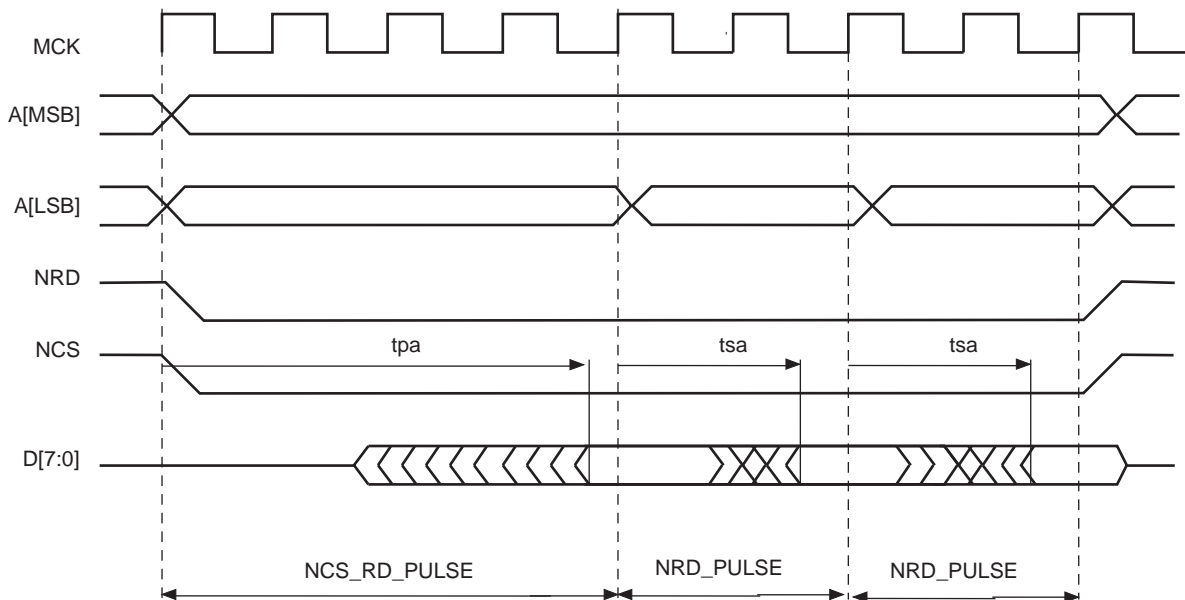 MCK
A[MSB]
A[LSB]
NRD
NCS
tpa
tsa
tsa
D[7:0]
NCS_RD_PULSE
NRD_PULSE
NRD_PULSE